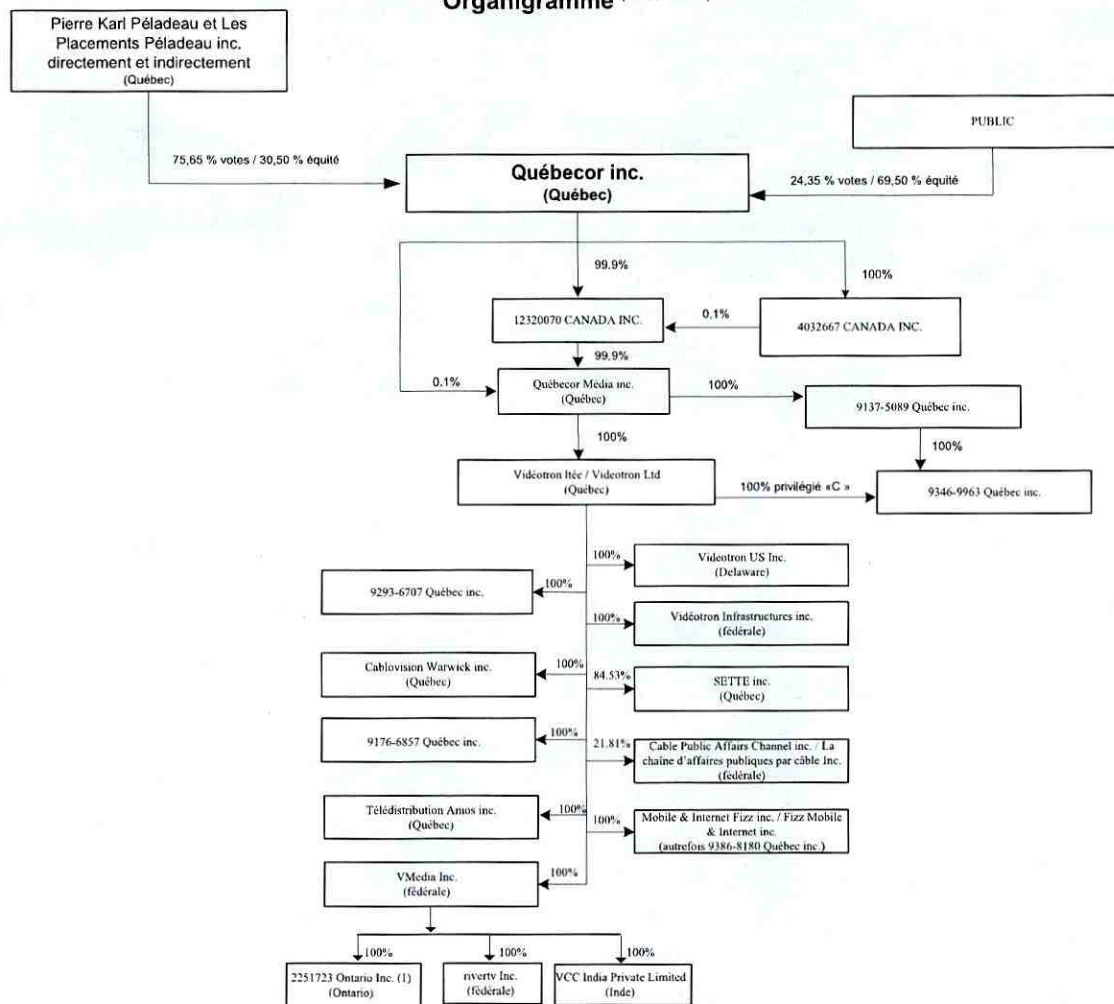 Organigramme
Pierre Karl Péladeau et Les
Placements Péladeau inc.
directement et indirectement
(Québec)
PUBLIC
75,65 % votes / 30,50 % équité
Québecor inc.
(Québec)
24,35 % votes / 69,50 % équité
99.9%
100%
12320070 CANADA INC.
0.1%
4032667 CANADA INC.
99.9%
0.1%
Québecor Média inc.
(Québec)
100%
9137-5089 Québec inc.
100%
100%
Vidéotron ltée / Videotron Ltd
(Québec)
100% privilégié «C »
9346-9963 Québec inc.
100%
Videotron US Inc.
(Delaware)
9293-6707 Québec inc.
100%
100%
Vidéotron Infrastructures inc.
(fédérale)
Cablovision Warwick inc.
(Québec)
100%
84.53%
SETTE inc.
(Québec)
9176-6857 Québec inc.
100%
21.81%
Cable Public Affairs Channel inc. / La
chaîne d'affaires publiques par câble Inc.
(fédérale)
Télédistribution Amos inc.
(Québec)
100%
100%
Mobile & Internet Fizz inc. / Fizz Mobile
& Internet inc.
(autrefois 9386-8180 Québec inc.)
VMedia Inc.
(fédérale)
100%
100%
100%
100%
2251723 Ontario Inc. (1)
(Ontario)
rivertv Inc.
(fédérale)
VCC India Private Limited
(Inde)